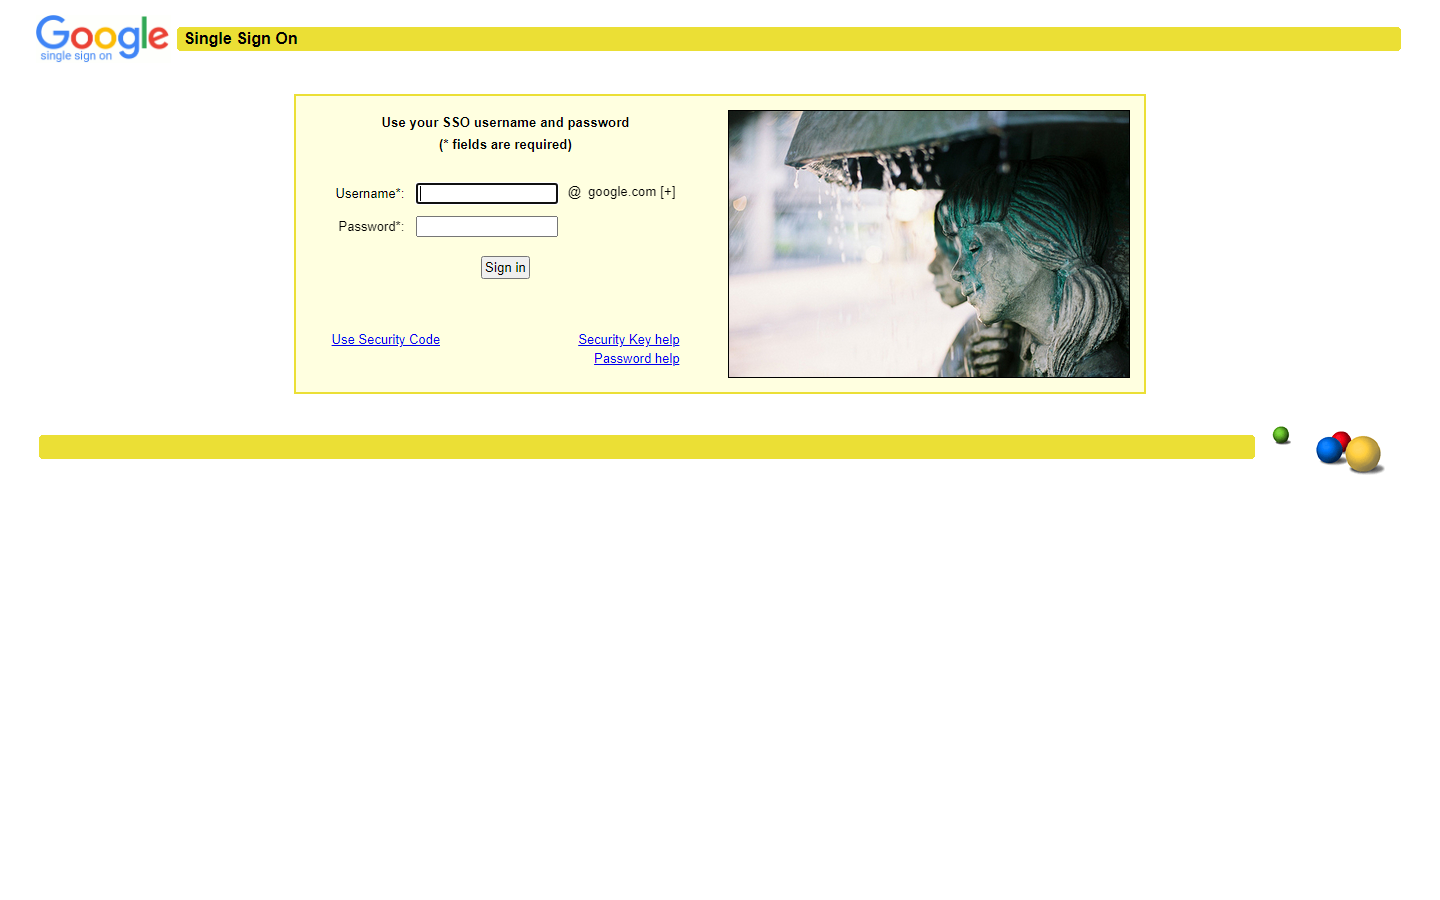 Google
single sign on
Single Sign On
Use your SSO username and password
(* fields are required)
Username*: @ google.com [+]
Password*:
Sign in
Use Security Code
Security Key help
Password help